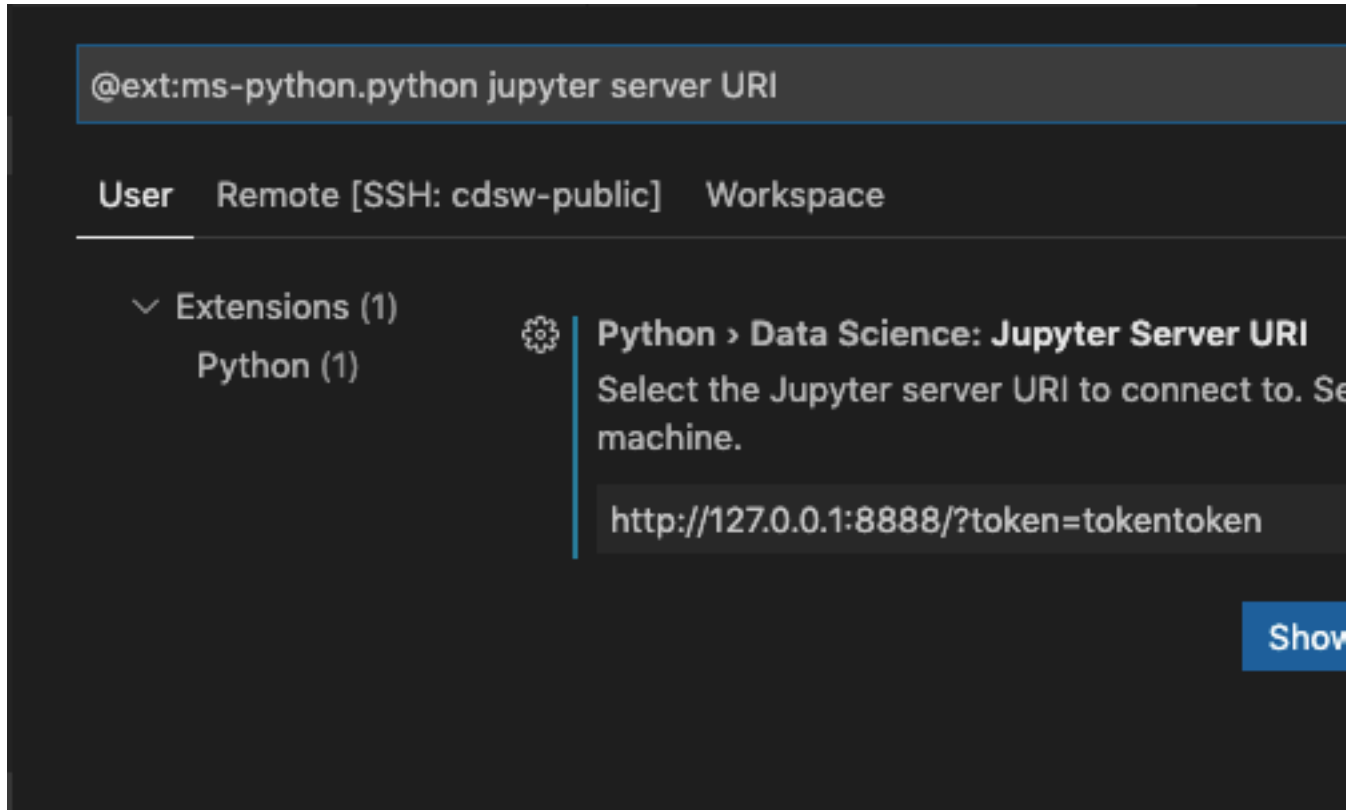 @ext:ms-python.python jupyter server URI
User Remote [SSH: cdsw-public] Workspace
Extensions (1)
Python (1)
Python › Data Science: Jupyter Server URI
Select the Jupyter server URI to connect to.
machine.
http://127.0.0.1:8888/?token=tokentoken
Show